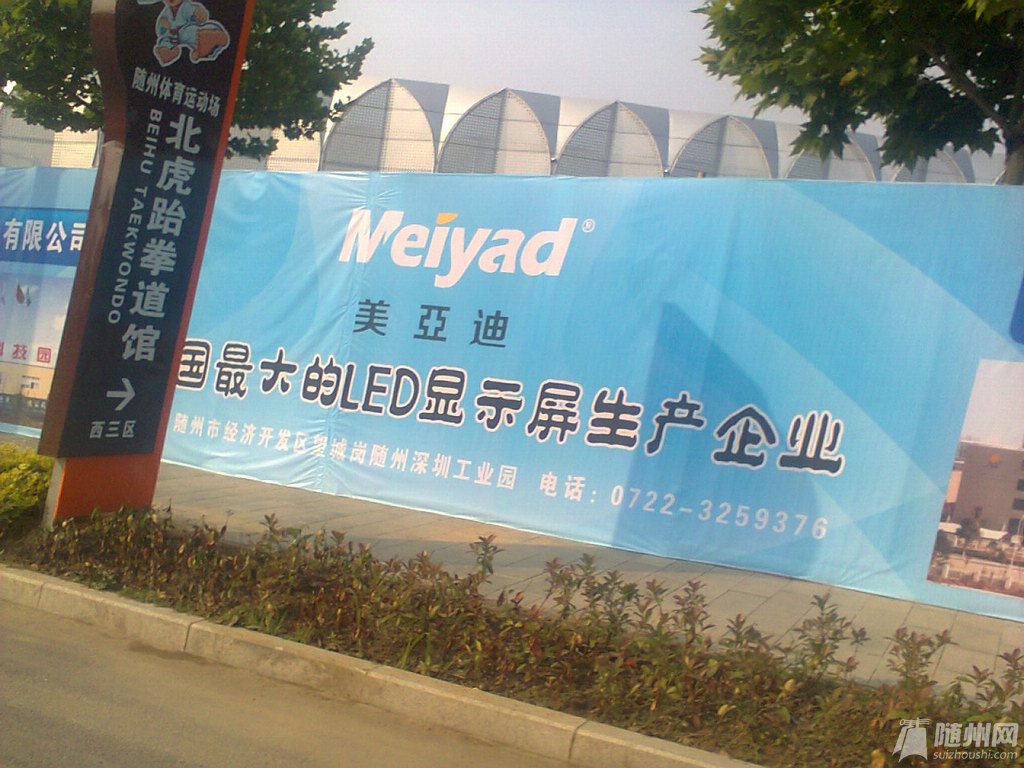 随州体育运动场
北虎跆拳道馆
BEIHU TAEKWONDO
西三区
有限公司
科技园
Meiyad®
美亞迪
国最大的LED显示屏生产企业
随州市经济开发区望城岗随州深圳工业园 电话：0722-3259376
随州网
suizhoushi.com